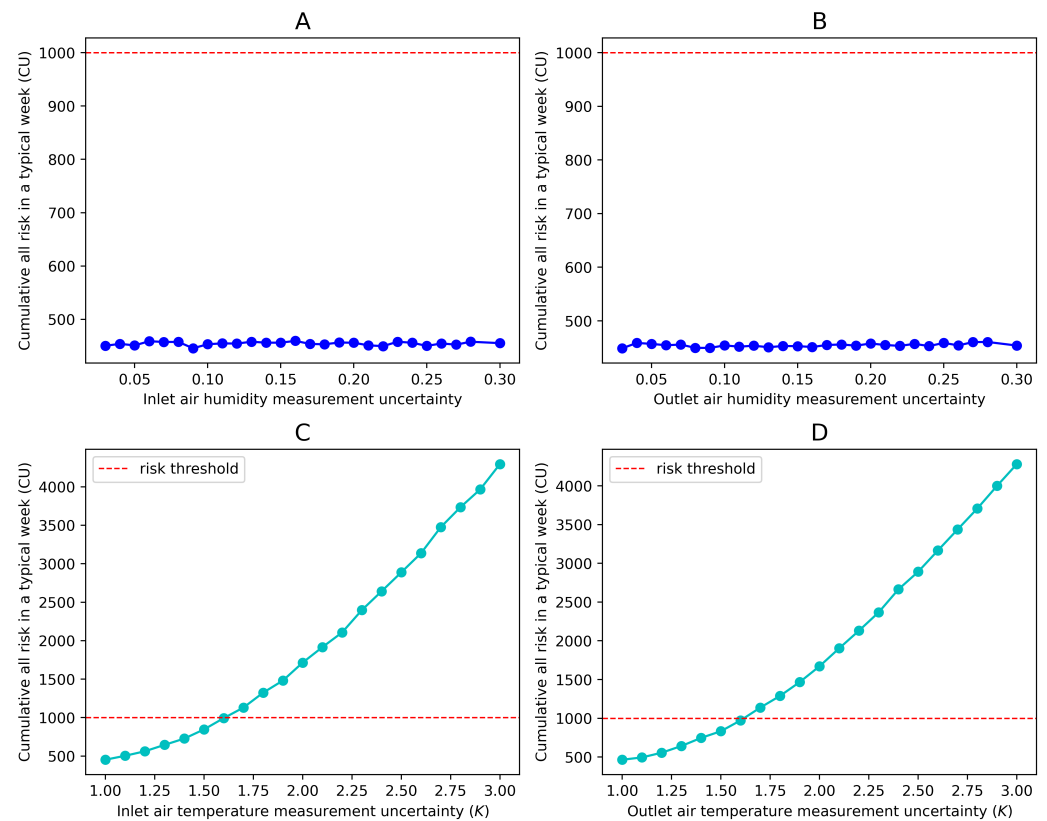 A
Cumulative all risk in a typical week (CU)
1000
900
800
700
600
500
0.05 0.10 0.15 0.20 0.25 0.30
Inlet air humidity measurement uncertainty
B
Cumulative all risk in a typical week (CU)
1000
900
800
700
600
500
0.05 0.10 0.15 0.20 0.25 0.30
Outlet air humidity measurement uncertainty
C
Cumulative all risk in a typical week (CU)
risk threshold
4000
3500
3000
2500
2000
1500
1000
500
1.00 1.25 1.50 1.75 2.00 2.25 2.50 2.75 3.00
Inlet air temperature measurement uncertainty (K)
D
Cumulative all risk in a typical week (CU)
risk threshold
4000
3500
3000
2500
2000
1500
1000
500
1.00 1.25 1.50 1.75 2.00 2.25 2.50 2.75 3.00
Outlet air temperature measurement uncertainty (K)